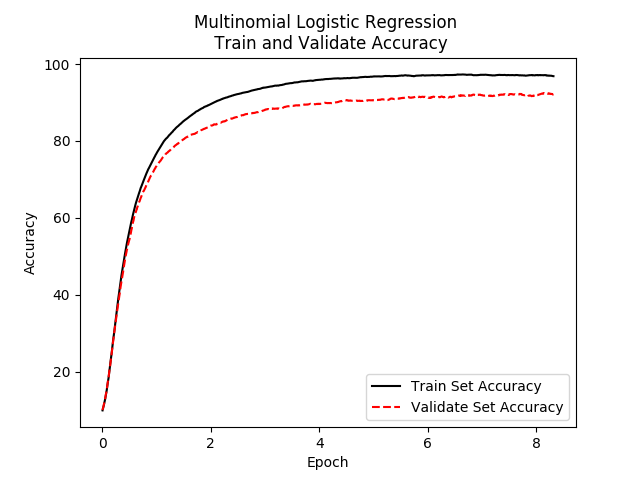 Multinomial Logistic Regression
Train and Validate Accuracy
100
80
60
40
20
Accuracy
0 2 4 6 8
Epoch
Train Set Accuracy
Validate Set Accuracy